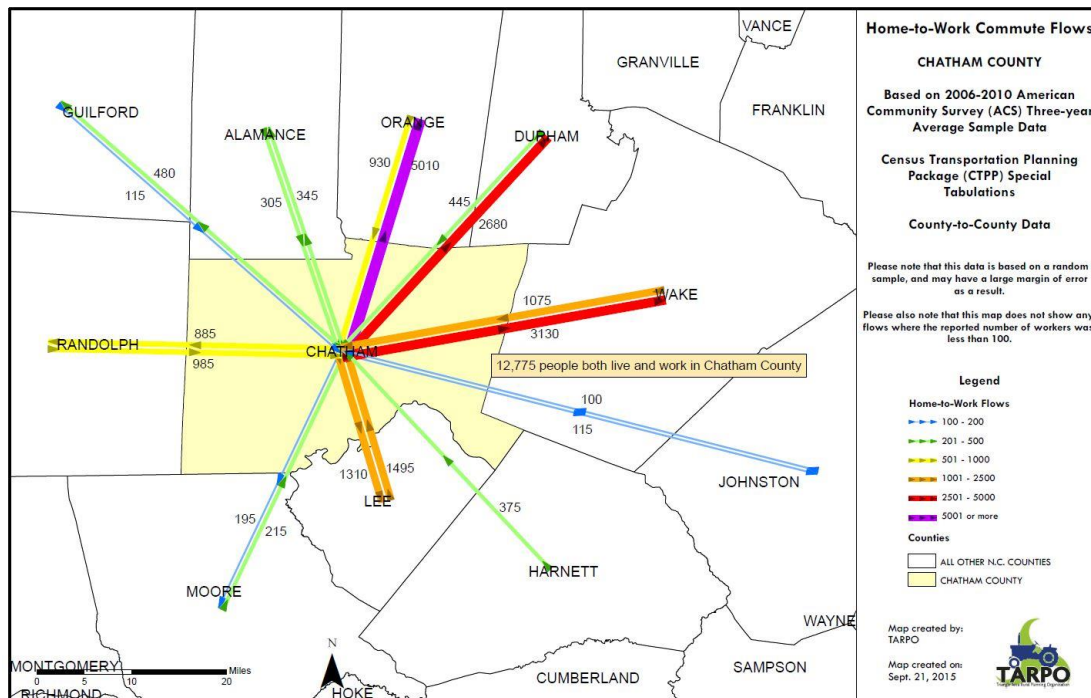 VANCE
GRANVILLE
FRANKLIN
GUILFORD
ALAMANCE
ORANGE
DURHAM
480
115
305
345
930
5010
445
2680
WAKE
1075
3130
RANDOLPH
885
985
CHATHAM
12,775 people both live and work in Chatham County
100
115
JOHNSTON
1310
1495
LEE
375
HARNETT
195
215
MOORE
WAYNE
SAMPSON
CUMBERLAND
HOKE
MONTGOMERY
RICHMOND
N
Miles
0 5 10 20
Home-to-Work Commute Flows
CHATHAM COUNTY
Based on 2006-2010 American
Community Survey (ACS) Three-year
Average Sample Data
Census Transportation Planning
Package (CTPP) Special
Tabulations
County-to-County Data
Please note that this data is based on a random
sample, and may have a large margin of error
as a result.
Please also note that this map does not show any
flows where the reported number of workers was
less than 100.
Legend
Home-to-Work Flows
100 - 200
201 - 500
501 - 1000
1001 - 2500
2501 - 5000
5001 or more
Counties
ALL OTHER N.C. COUNTIES
CHATHAM COUNTY
Map created by:
TARPO
Map created on:
Sept. 21, 2015
TARPO